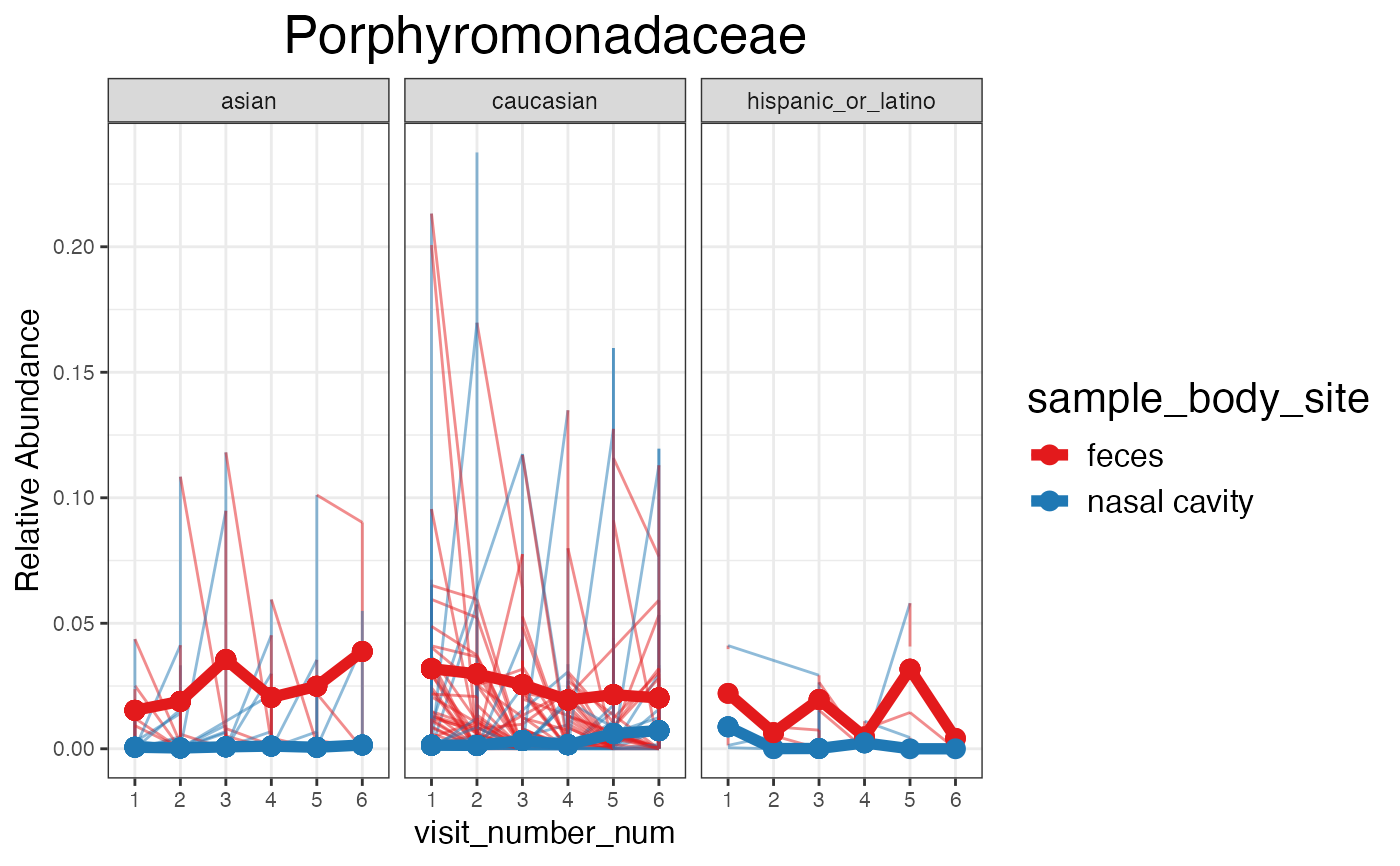 Porphyromonadaceae
asian caucasian hispanic_or_latino
0.20
0.15
0.10
0.05
0.00
Relative Abundance
1 2 3 4 5 6 1 2 3 4 5 6 1 2 3 4 5 6
visit_number_num
sample_body_site
feces
nasal cavity